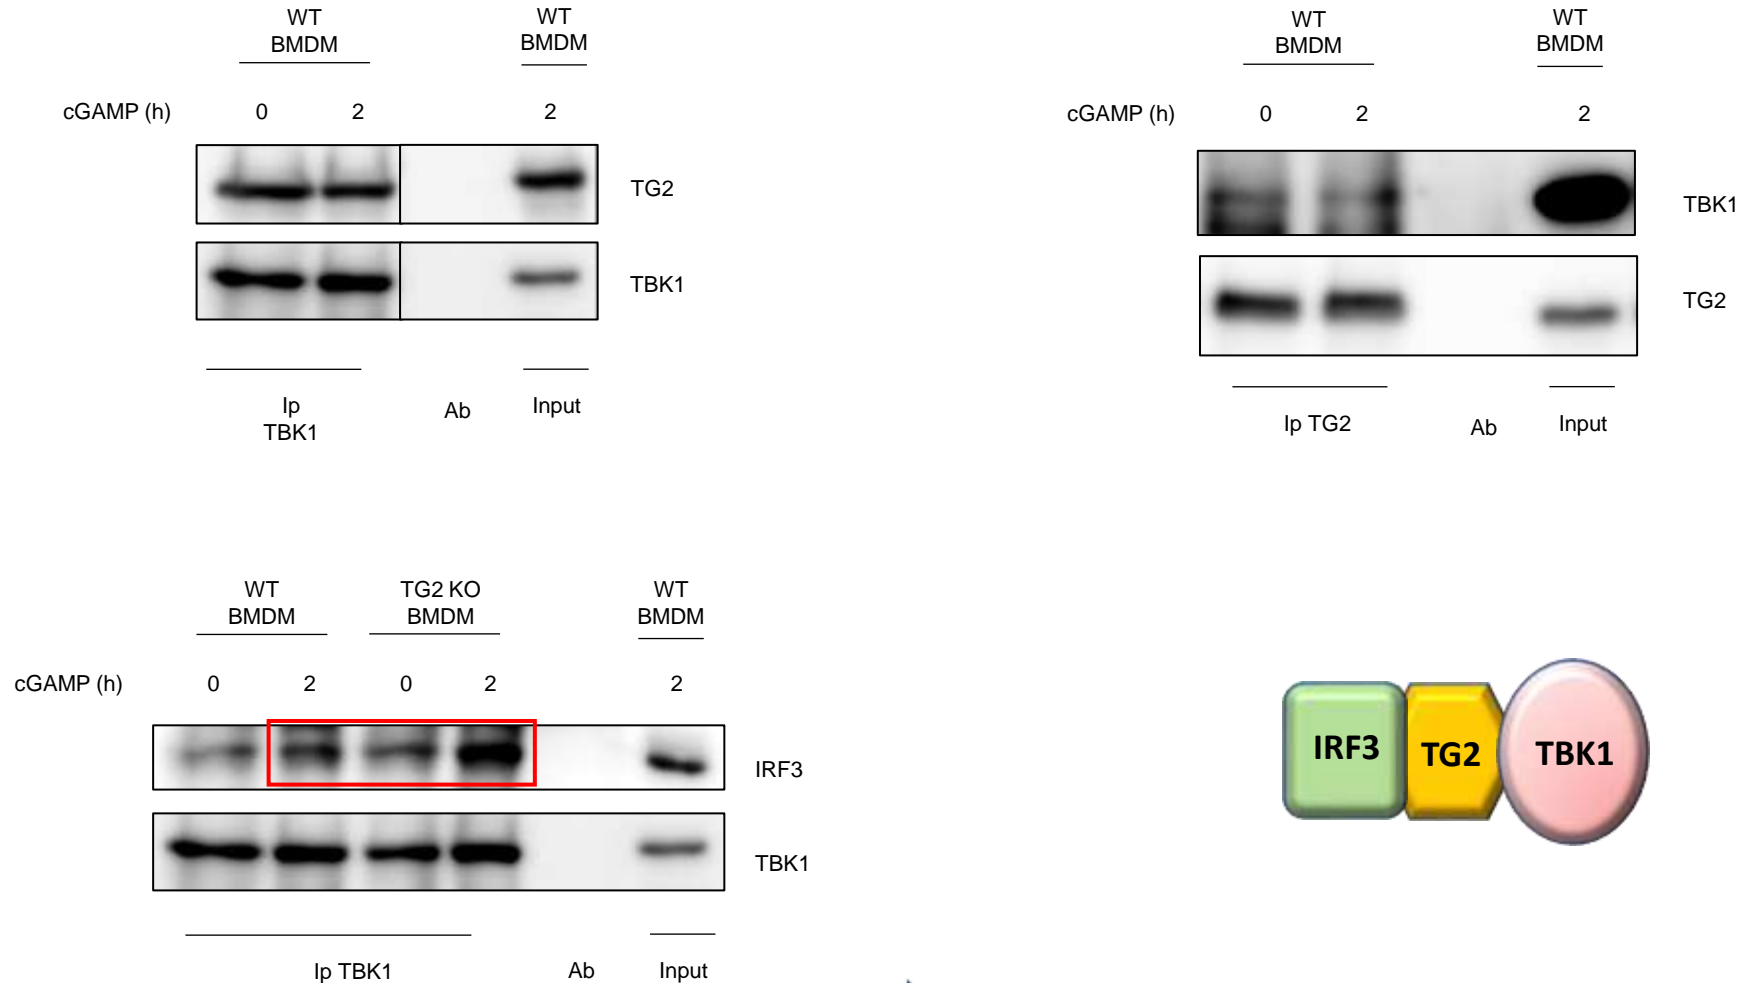 WT
BMDM
WT
BMDM
cGAMP (h) 0 2 2
TG2
TBK1
Ip
TBK1
Ab
Input
WT
BMDM
WT
BMDM
cGAMP (h) 0 2 2
TBK1
TG2
Ip TG2
Ab
Input
WT
BMDM
TG2 KO
BMDM
WT
BMDM
cGAMP (h) 0 2 0 2 2
IRF3
TBK1
Ip TBK1
Ab
Input
IRF3 TG2 TBK1